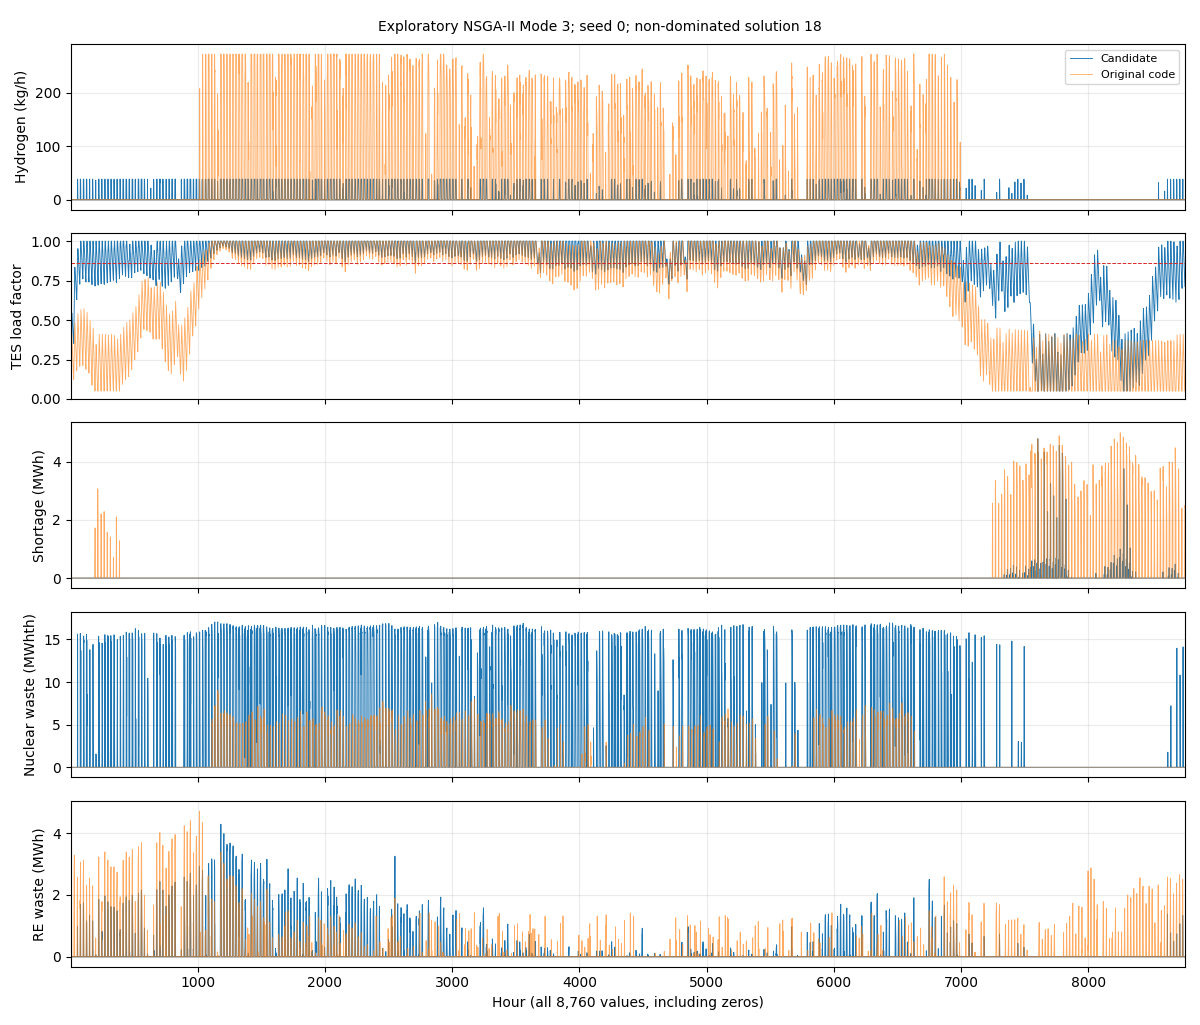 Exploratory NSGA-II Mode 3; seed 0; non-dominated solution 18
Hydrogen (kg/h)
200
100
0
Candidate
Original code
TES load factor
1.00
0.75
0.50
0.25
0.00
Shortage (MWh)
4
2
0
Nuclear waste (MWhth)
15
10
5
0
RE waste (MWh)
4
2
0
1000 2000 3000 4000 5000 6000 7000 8000
Hour (all 8,760 values, including zeros)